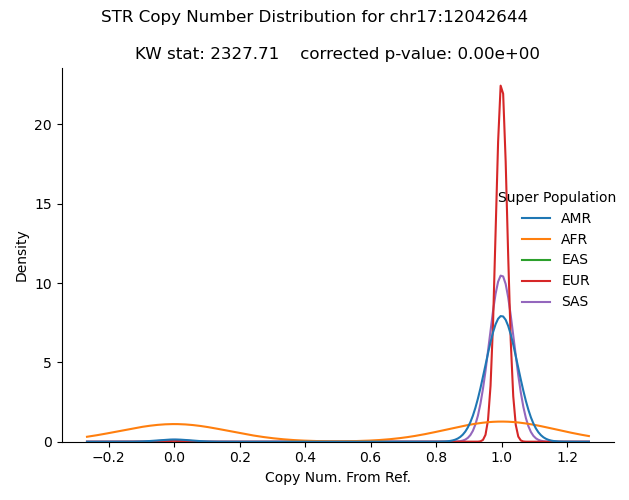 STR Copy Number Distribution for chr17:12042644
KW stat: 2327.71    corrected p-value: 0.00e+00
20
15
10
5
0
Density
−0.2
0.0
0.2
0.4
0.6
0.8
1.0
1.2
Copy Num. From Ref.
Super Population
AMR
AFR
EAS
EUR
SAS